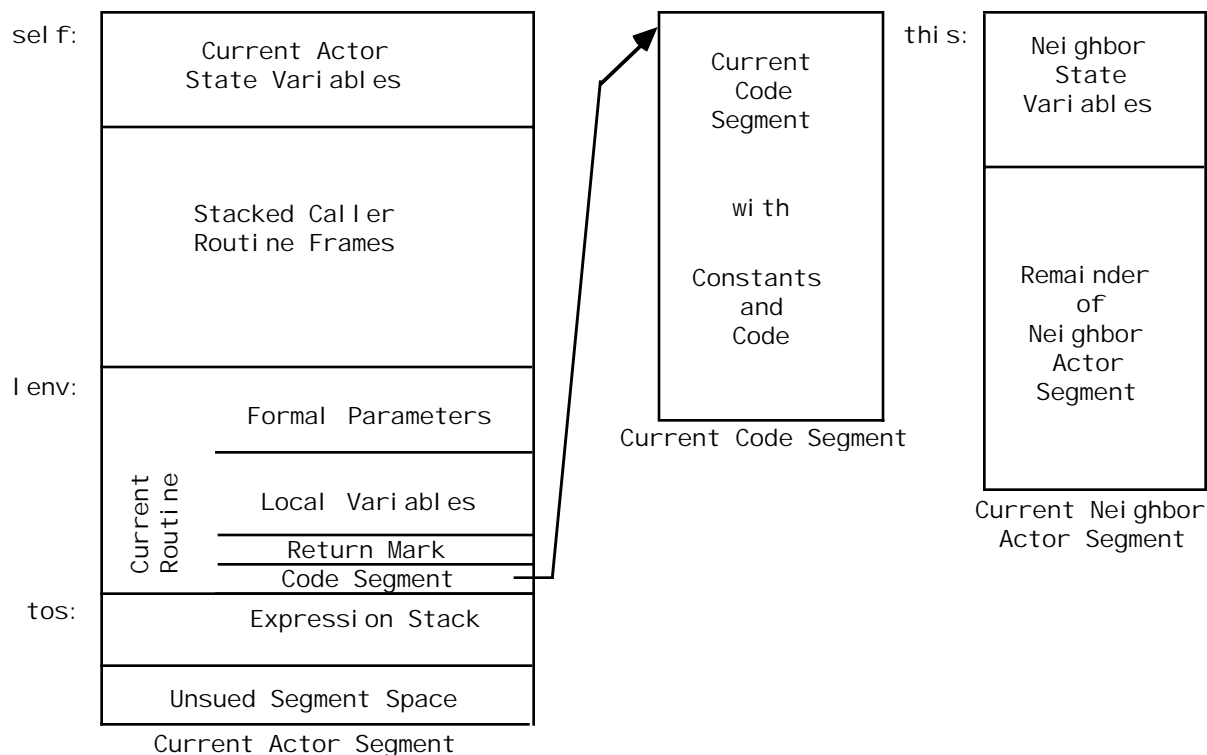 self:
Current Actor
State Variables
Stacked Caller
Routine Frames
lenv:
Current
Routine
Formal Parameters
Local Variables
Return Mark
Code Segment
tos:
Expression Stack
Unsued Segment Space
Current Actor Segment
Current
Code
Segment
with
Constants
and
Code
Current Code Segment
this:
Neighbor
State
Variables
Remainder
of
Neighbor
Actor
Segment
Current Neighbor
Actor Segment